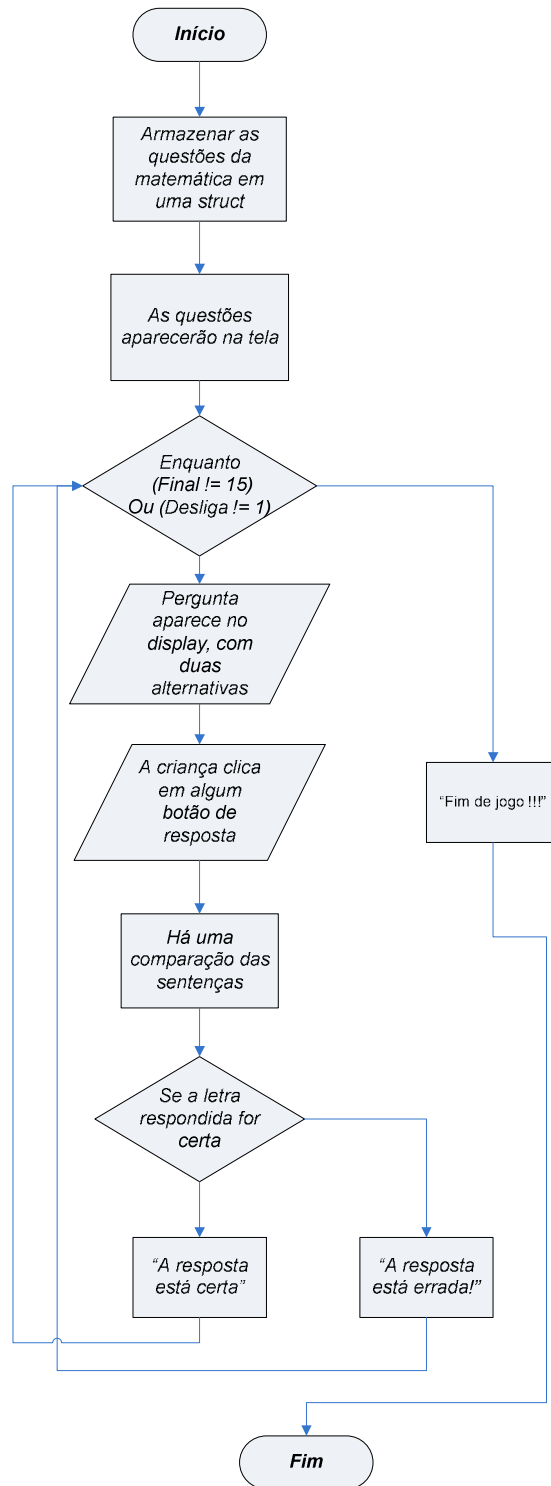 Início
Armazenar as
questões da
matemática em
uma struct
As questões
aparecerão na tela
Enquanto
(Final != 15)
Ou (Desliga != 1)
Pergunta
aparece no
display, com
duas
alternativas
A criança clica
em algum
botão de
resposta
“Fim de jogo !!!”
Há uma
comparação das
sentenças
Se a letra
respondida for
certa
“A resposta
está certa”
“A resposta
está errada!”
Fim